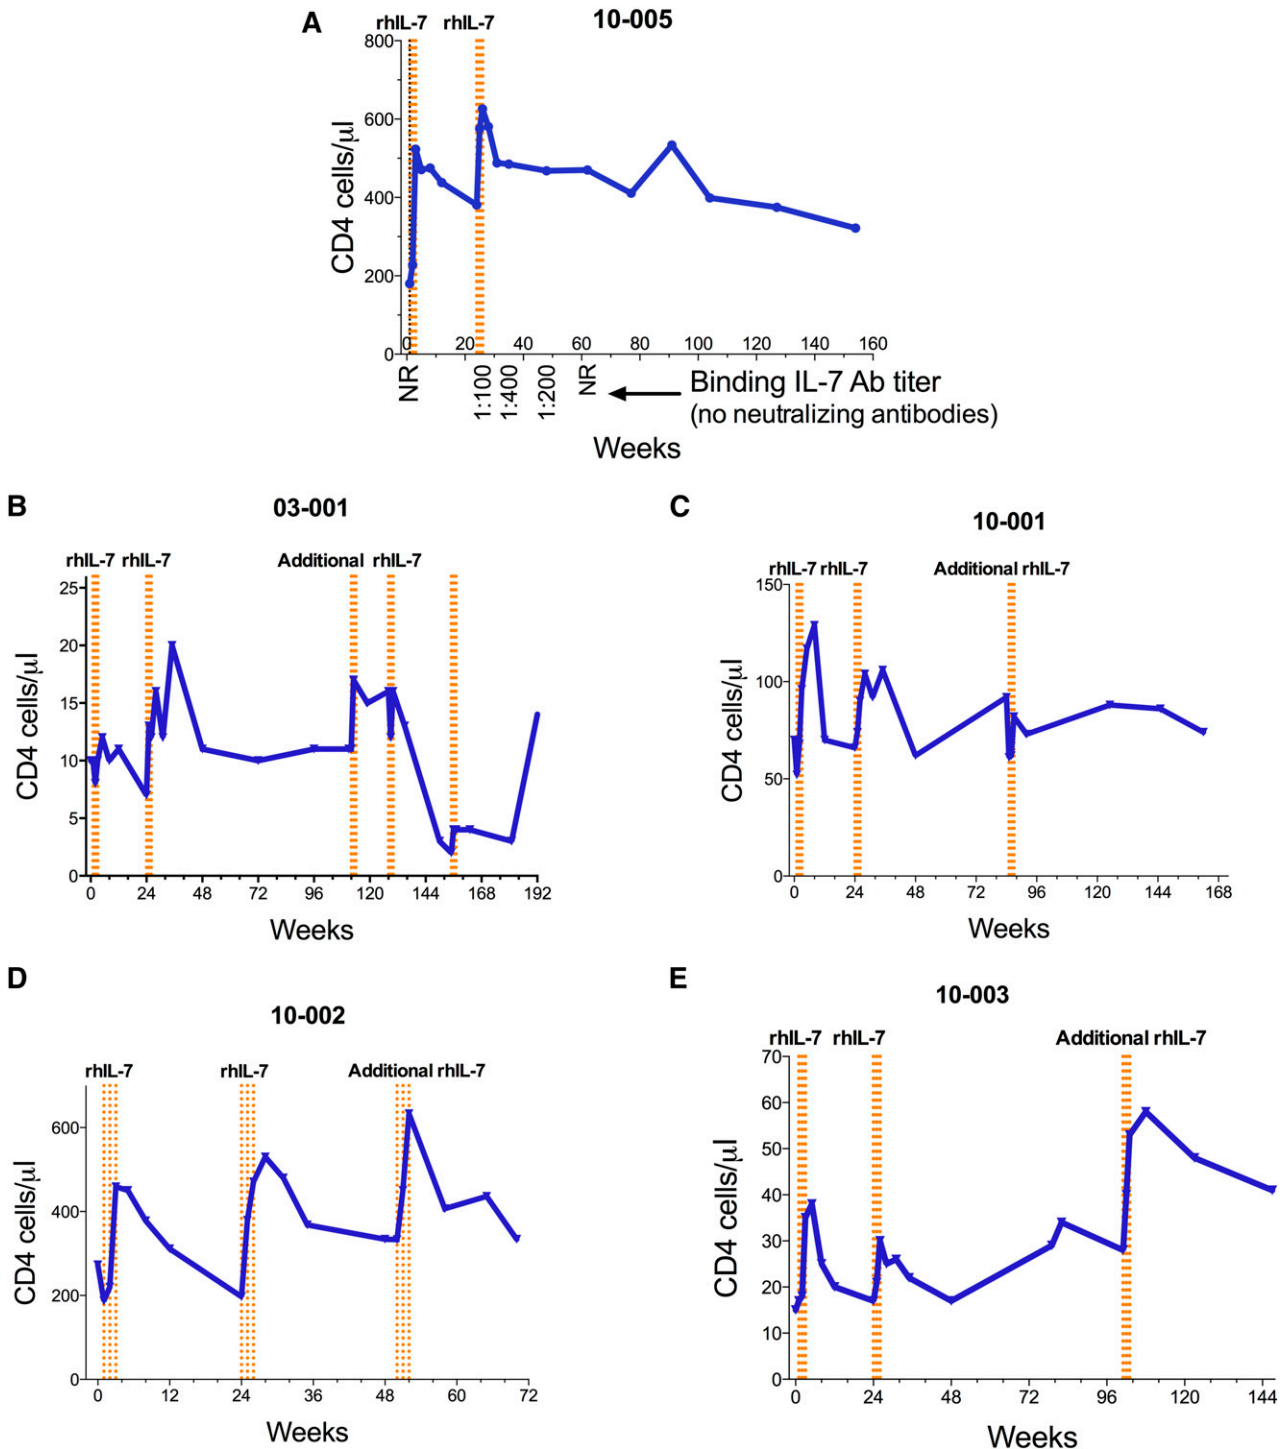 A
rhIL-7 rhIL-7
10-005
800
600
400
200
0
CD4 cells/µl
0 20 40 60 80 100 120 140 160
NR 1:100 1:400 1:200 NR
Binding IL-7 Ab titer
(no neutralizing antibodies)
Weeks
B
03-001
rhIL-7 rhIL-7 Additional rhIL-7
25
20
15
10
5
0
CD4 cells/µl
0 24 48 72 96 120 144 168 192
Weeks
C
10-001
rhIL-7 rhIL-7 Additional rhIL-7
150
100
50
0
CD4 cells/µl
0 24 48 72 96 120 144 168
Weeks
D
10-002
rhIL-7 rhIL-7 Additional rhIL-7
600
400
200
0
CD4 cells/µl
0 12 24 36 48 60 72
Weeks
E
10-003
rhIL-7 rhIL-7 Additional rhIL-7
70
60
50
40
30
20
10
0
CD4 cells/µl
0 24 48 72 96 120 144
Weeks